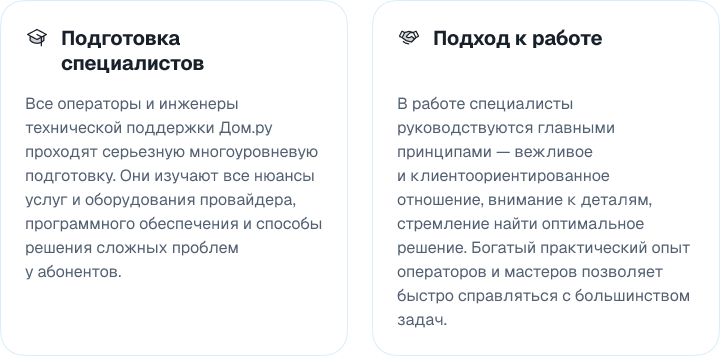 Подготовка
специалистов
Все операторы и инженеры
технической поддержки Дом.ру
проходят серьезную многоуровневую
подготовку. Они изучают все нюансы
услуг и оборудования провайдера,
программного обеспечения и способы
решения сложных проблем
у абонентов.
Подход к работе
В работе специалисты
руководствуются главными
принципами — вежливое
и клиентоориентированное
отношение, внимание к деталям,
стремление найти оптимальное
решение. Богатый практический опыт
операторов и мастеров позволяет
быстро справляться с большинством
задач.